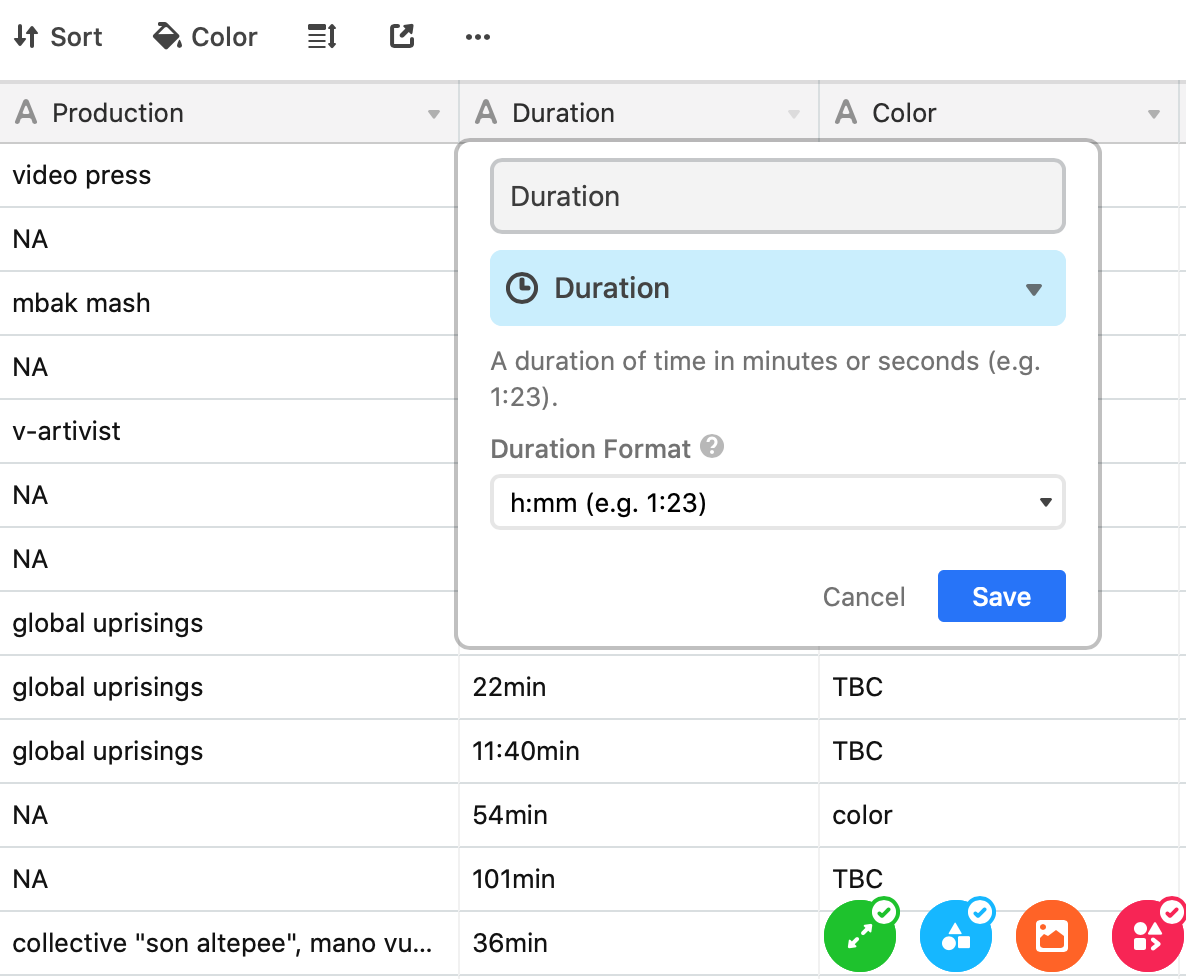 Sort Color
Production Duration Color
video press
Duration
NA
Duration
mbak mash
A duration of time in minutes or seconds (e.g.
1:23).
NA
v-artivist
Duration Format ?
NA
h:mm (e.g. 1:23)
NA
Cancel Save
global uprisings
global uprisings 22min TBC
global uprisings 11:40min TBC
NA 54min color
NA 101min TBC
collective "son altepee", mano vu... 36min